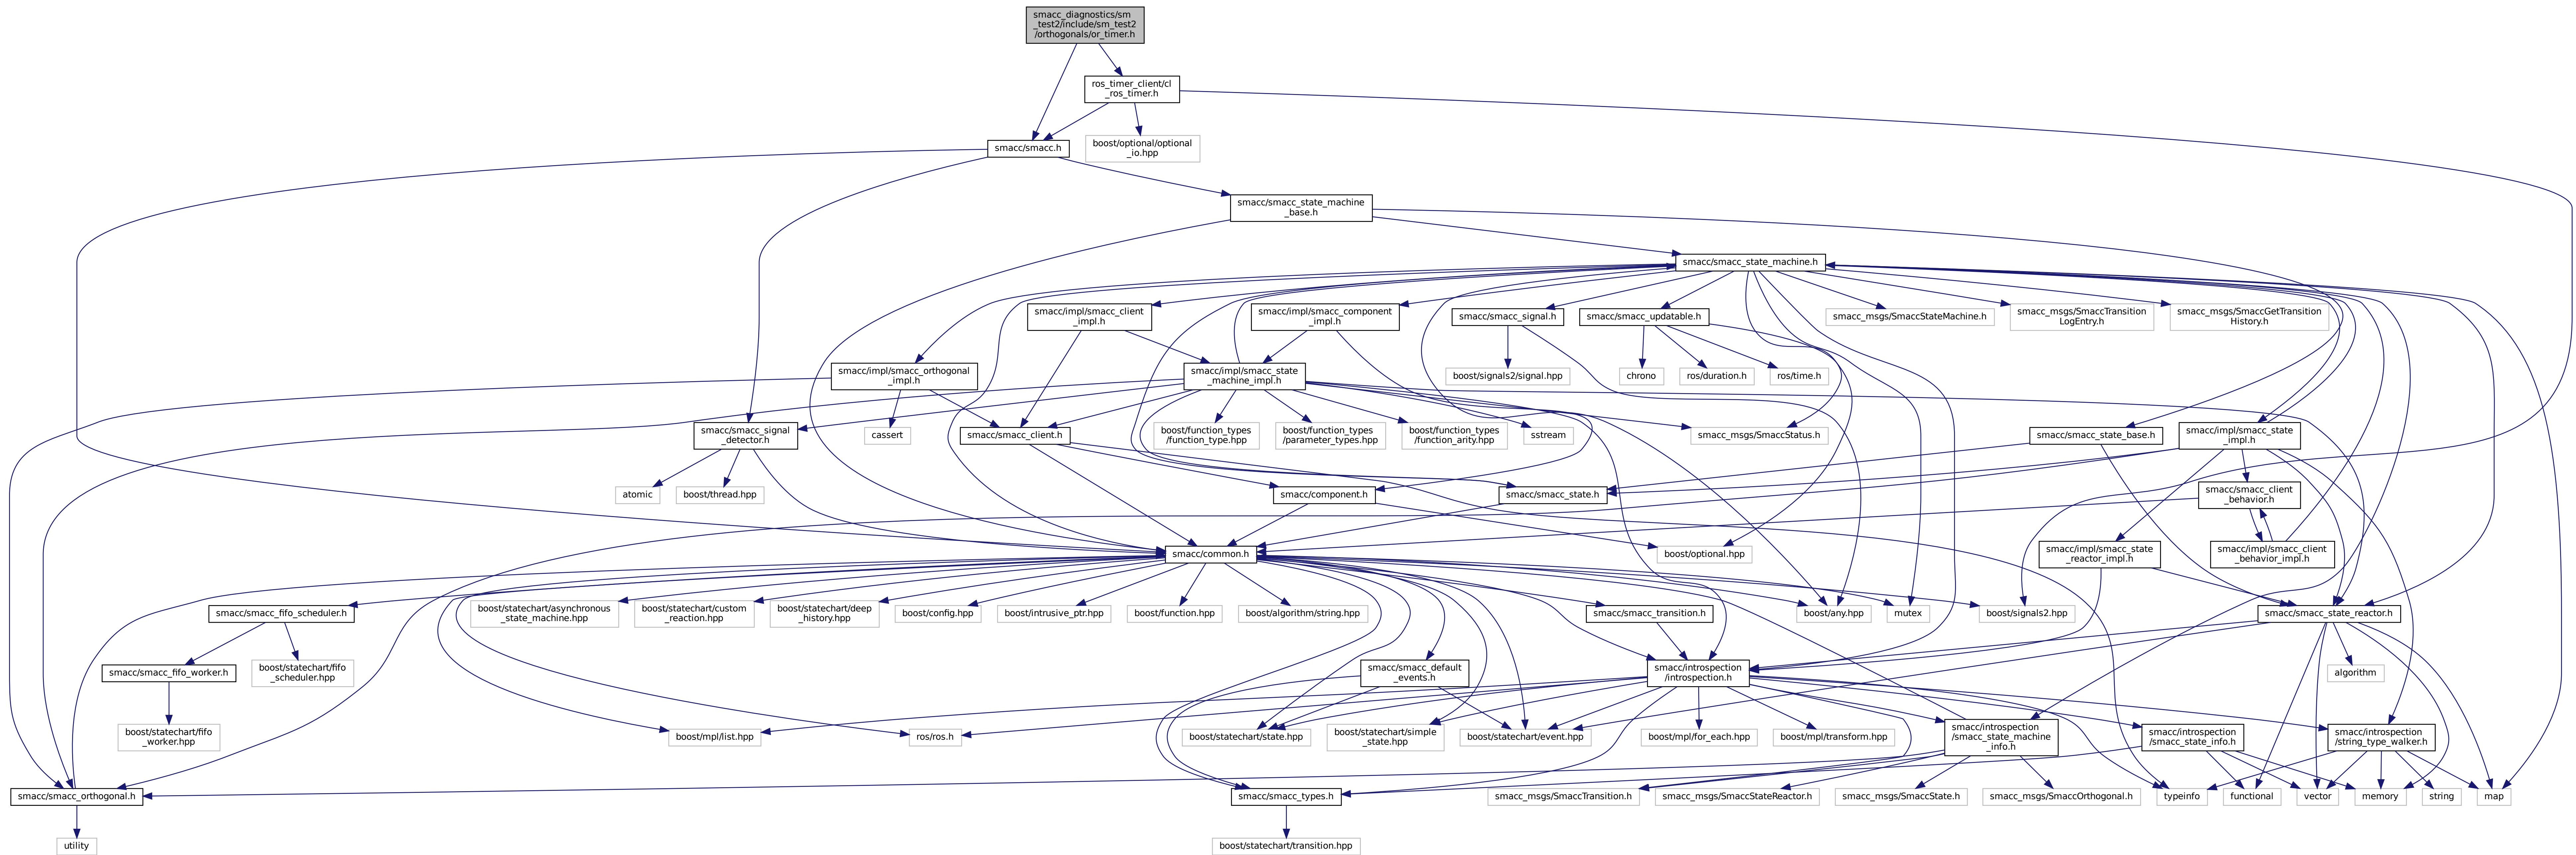 smacc_diagnostics/sm
_test2/include/sm_test2
/orthogonals/or_timer.h
ros_timer_client/cl
_ros_timer.h
smacc/smacc.h
boost/optional/optional
_io.hpp
smacc/smacc_state_machine
_base.h
smacc/smacc_state_machine.h
smacc/impl/smacc_client
_impl.h
smacc/impl/smacc_component
_impl.h
smacc/smacc_signal.h
smacc/smacc_updatable.h
smacc_msgs/SmaccStateMachine.h
smacc_msgs/SmaccTransition
LogEntry.h
smacc_msgs/SmaccGetTransition
History.h
smacc/impl/smacc_orthogonal
_impl.h
smacc/impl/smacc_state
_machine_impl.h
boost/signals2/signal.hpp
chrono
ros/duration.h
ros/time.h
smacc/smacc_signal
_detector.h
cassert
smacc/smacc_client.h
boost/function_types
/function_type.hpp
boost/function_types
/parameter_types.hpp
boost/function_types
/function_arity.hpp
sstream
smacc_msgs/SmaccStatus.h
smacc/smacc_state_base.h
smacc/impl/smacc_state
_impl.h
atomic
boost/thread.hpp
smacc/component.h
smacc/smacc_state.h
smacc/smacc_client
_behavior.h
smacc/common.h
boost/optional.hpp
smacc/impl/smacc_state
_reactor_impl.h
smacc/impl/smacc_client
_behavior_impl.h
smacc/smacc_fifo_scheduler.h
boost/statechart/asynchronous
_state_machine.hpp
boost/statechart/custom
_reaction.hpp
boost/statechart/deep
_history.hpp
boost/config.hpp
boost/intrusive_ptr.hpp
boost/function.hpp
boost/algorithm/string.hpp
smacc/smacc_transition.h
boost/any.hpp
mutex
boost/signals2.hpp
smacc/smacc_state_reactor.h
smacc/smacc_fifo_worker.h
boost/statechart/fifo
_scheduler.hpp
smacc/smacc_default
_events.h
smacc/introspection
/introspection.h
algorithm
boost/statechart/fifo
_worker.hpp
boost/mpl/list.hpp
ros/ros.h
boost/statechart/state.hpp
boost/statechart/simple
_state.hpp
boost/statechart/event.hpp
boost/mpl/for_each.hpp
boost/mpl/transform.hpp
smacc/introspection
/smacc_state_machine
_info.h
smacc/introspection
/smacc_state_info.h
smacc/introspection
/string_type_walker.h
smacc/smacc_orthogonal.h
smacc/smacc_types.h
smacc_msgs/SmaccTransition.h
smacc_msgs/SmaccStateReactor.h
smacc_msgs/SmaccState.h
smacc_msgs/SmaccOrthogonal.h
typeinfo
functional
vector
memory
string
map
utility
boost/statechart/transition.hpp